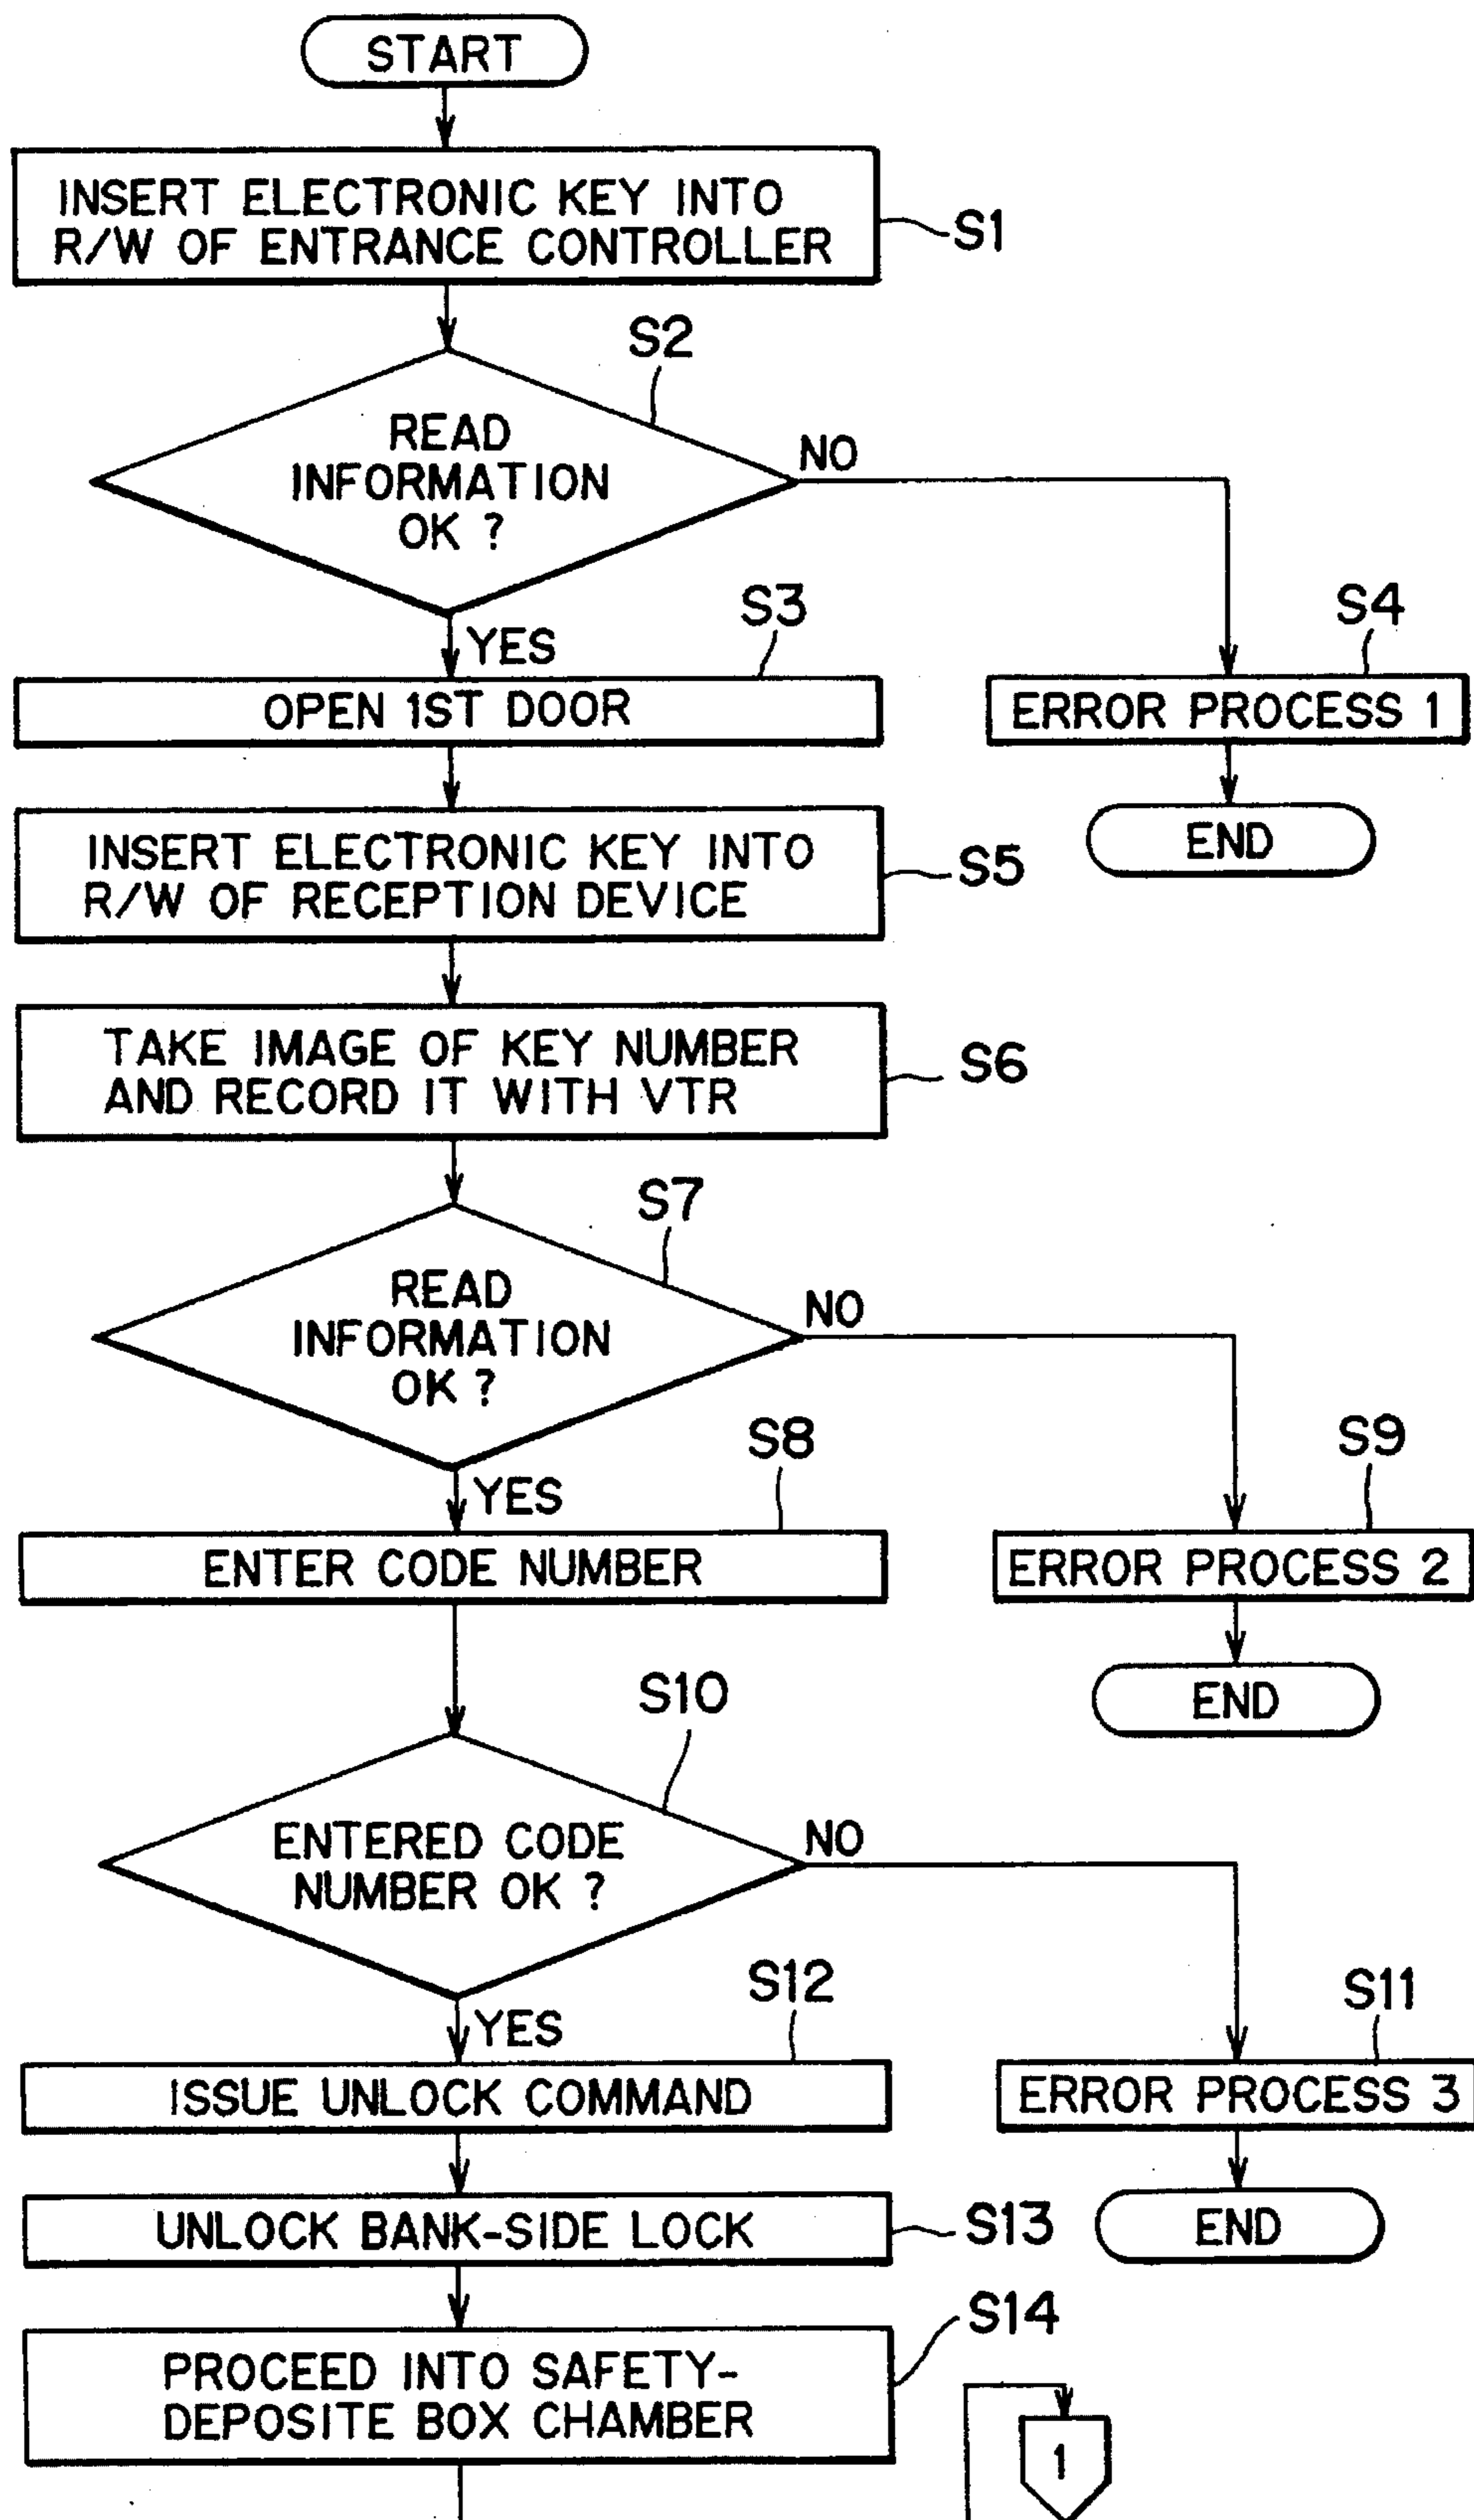 START
INSERT ELECTRONIC KEY INTO
R/W OF ENTRANCE CONTROLLER
S1
S2
READ
INFORMATION
OK ?
NO
YES
S3
S4
OPEN 1ST DOOR
ERROR PROCESS 1
END
INSERT ELECTRONIC KEY INTO
R/W OF RECEPTION DEVICE
S5
TAKE IMAGE OF KEY NUMBER
AND RECORD IT WITH VTR
S6
S7
READ
INFORMATION
OK ?
NO
YES
S8
S9
ENTER CODE NUMBER
ERROR PROCESS 2
END
S10
ENTERED CODE
NUMBER OK ?
NO
YES
S12
S11
ISSUE UNLOCK COMMAND
ERROR PROCESS 3
END
UNLOCK BANK-SIDE LOCK
S13
S14
PROCEED INTO SAFETY-
DEPOSITE BOX CHAMBER
1